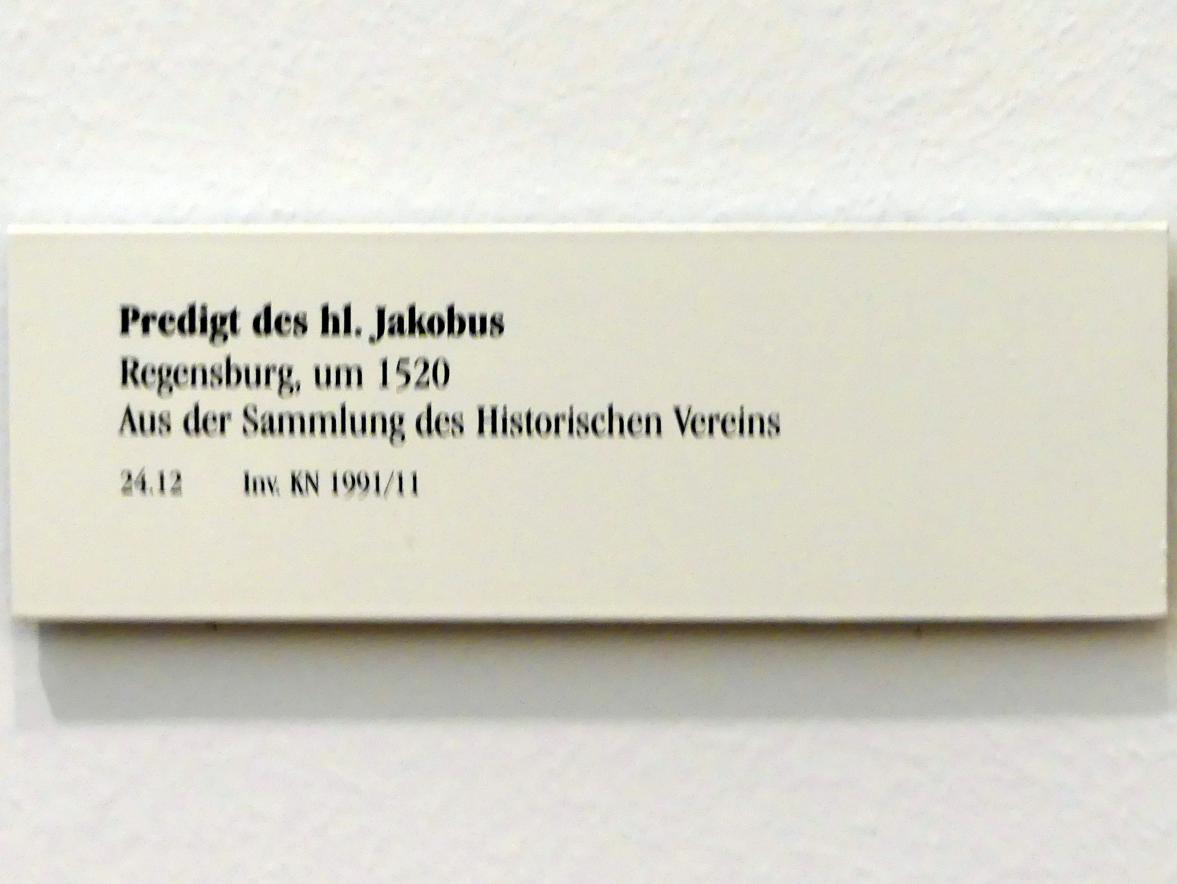 Predigt des hl. Jakobus
Regensburg, um 1520
Aus der Sammlung des Historischen Vereins
24.12 Inv. KN 1991/11